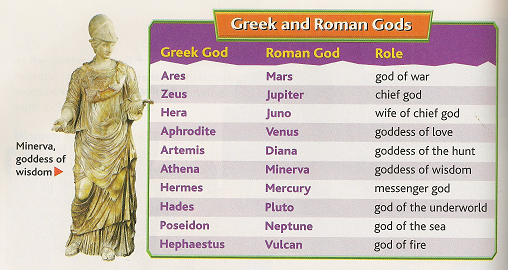 Greek and Roman Gods
Greek God Roman God Role
Ares Mars god of war
Zeus Jupiter chief god
Hera Juno wife of chief god
Aphrodite Venus goddess of love
Artemis Diana goddess of the hunt
Athena Minerva goddess of wisdom
Hermes Mercury messenger god
Hades Pluto god of the underworld
Poseidon Neptune god of the sea
Hephaestus Vulcan god of fire
Minerva,
goddess of
wisdom